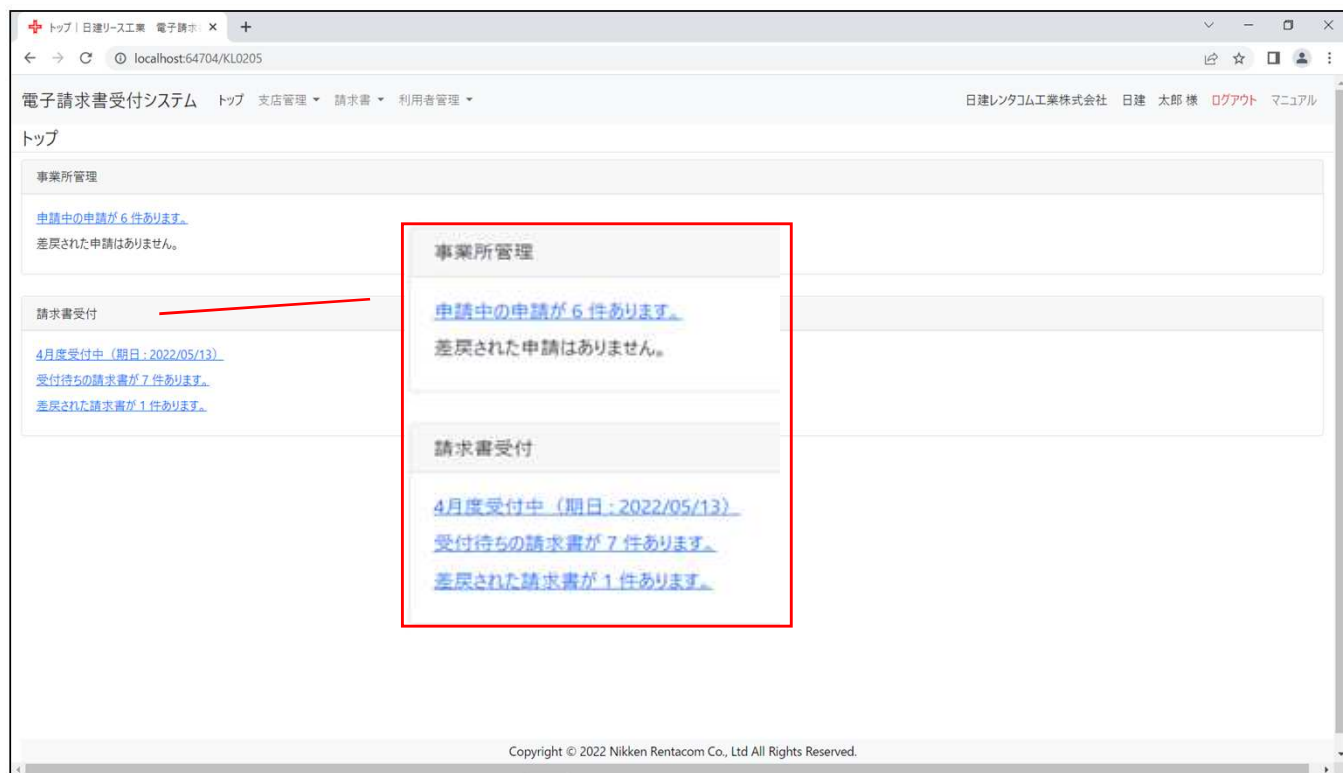 トップ | 日建リース工業 電子請求
localhost:64704/KL0205
電子請求書受付システム トップ 支店管理 請求書 利用者管理 日建レンタコム工業株式会社 日建 太郎 様 ログアウト マニュアル
トップ
事業所管理
申請中の申請が 6 件あります。
差戻された申請はありません。
請求書受付
4月度受付中（期日 : 2022/05/13）
受付待ちの請求書が 7 件あります。
差戻された請求書が 1 件あります。
事業所管理
申請中の申請が 6 件あります。
差戻された申請はありません。
請求書受付
4月度受付中（期日 : 2022/05/13）
受付待ちの請求書が 7 件あります。
差戻された請求書が 1 件あります。
Copyright © 2022 Nikken Rentacom Co., Ltd All Rights Reserved.